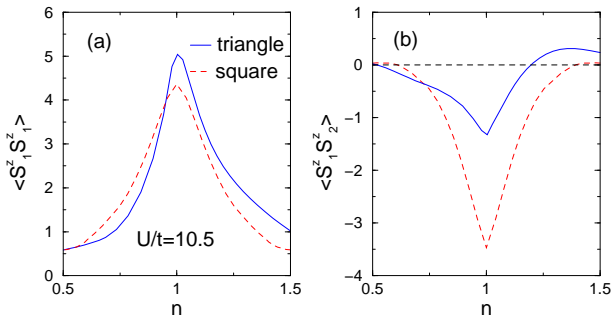 (a)
triangle
square
U/t=10.5
6
5
4
3
2
1
0
0.5
1
1.5
n
<S^z_1 S^z_1>
(b)
1
0
−1
−2
−3
−4
0.5
1
1.5
n
<S^z_1 S^z_2>